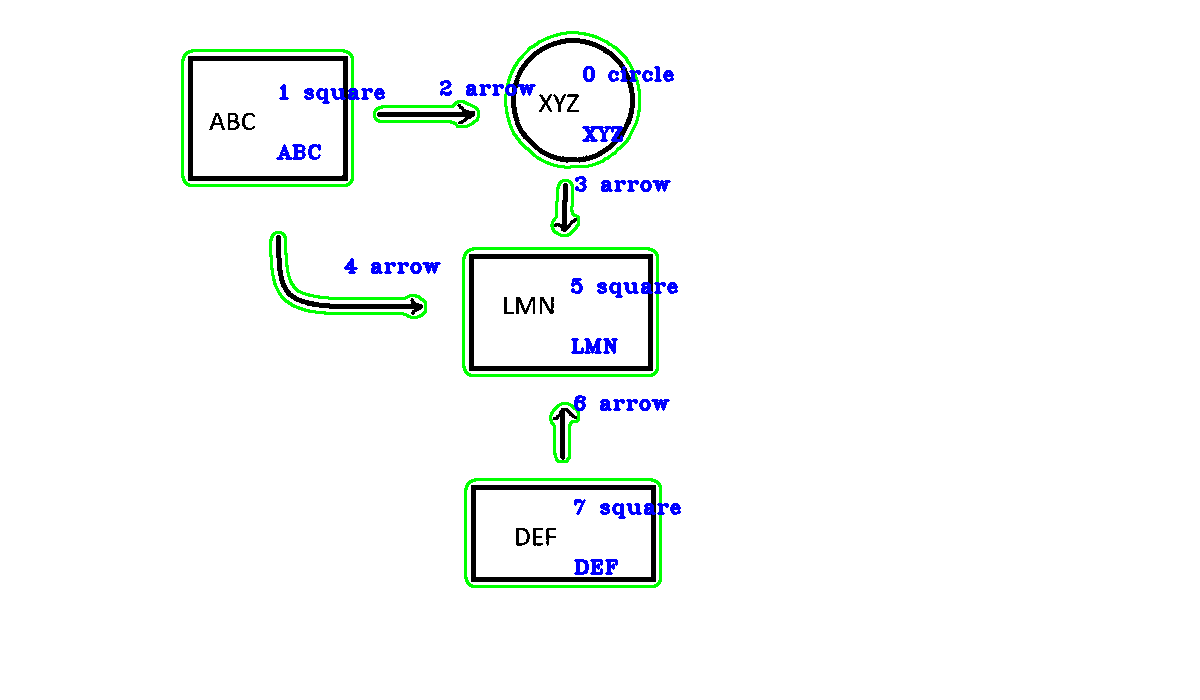 0 circle
XYZ
XYZ
1 square
ABC
ABC
2 arrow
3 arrow
4 arrow
5 square
LMN
LMN
6 arrow
7 square
DEF
DEF